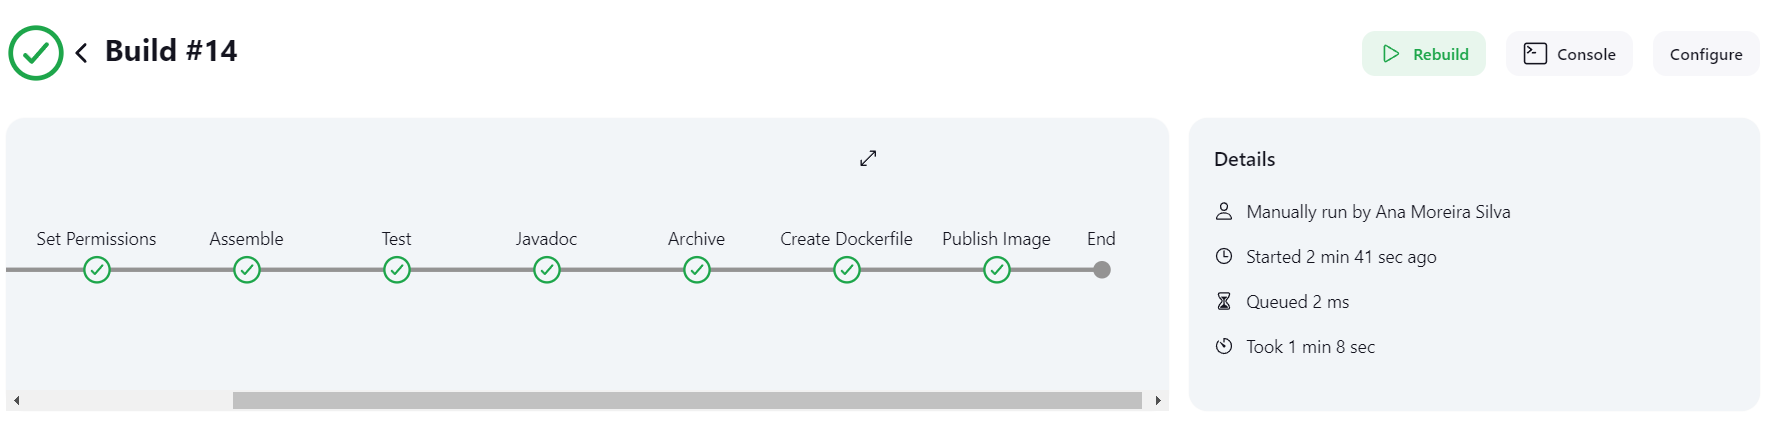 Build #14
Rebuild
Console
Configure
Set Permissions
Assemble
Test
Javadoc
Archive
Create Dockerfile
Publish Image
End
Details
Manually run by Ana Moreira Silva
Started 2 min 41 sec ago
Queued 2 ms
Took 1 min 8 sec